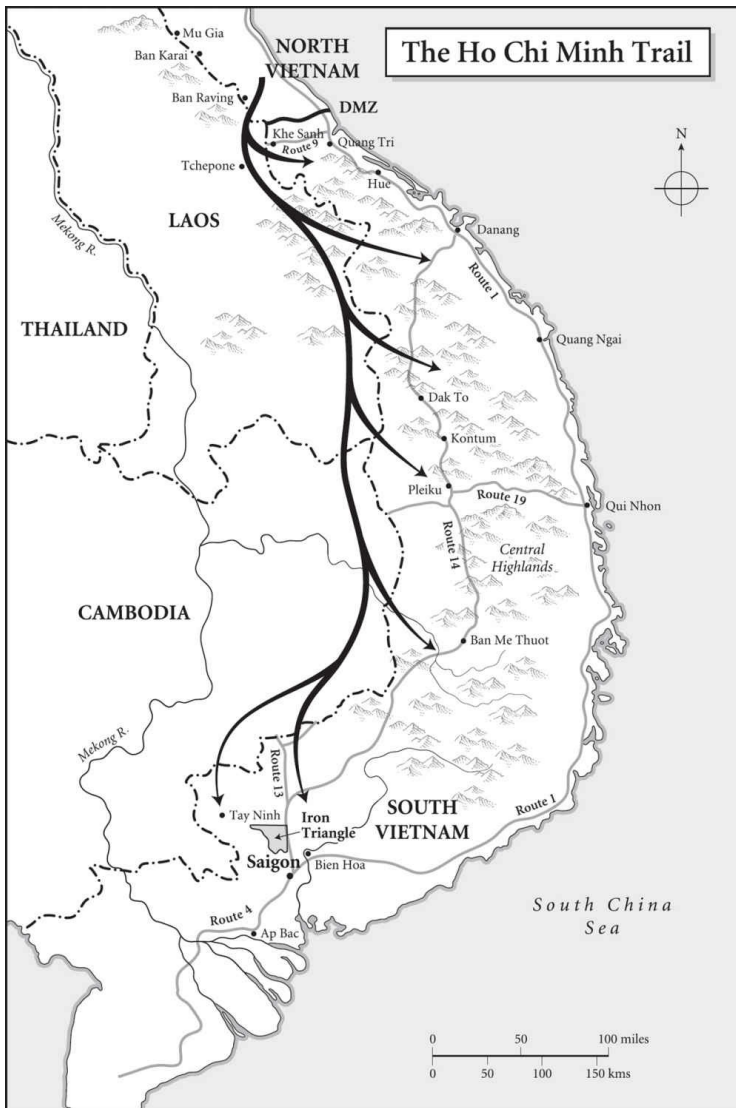 The Ho Chi Minh Trail
Mu Gia
Ban Karai
NORTH
VIETNAM
Ban Raving
DMZ
Khe Sanh
Quang Tri
Route 9
Tchepone
Hue
N
LAOS
Mekong R.
Danang
Route 1
THAILAND
Quang Ngai
Dak To
Kontum
Pleiku
Route 19
Qui Nhon
Route 14
Central
Highlands
CAMBODIA
Ban Me Thuot
Mekong R.
Route 13
Tay Ninh
Iron
Triangle
SOUTH
VIETNAM
Route 1
Saigon
Bien Hoa
Route 4
Ap Bac
South China
Sea
0 50 100 miles
0 50 100 150 kms